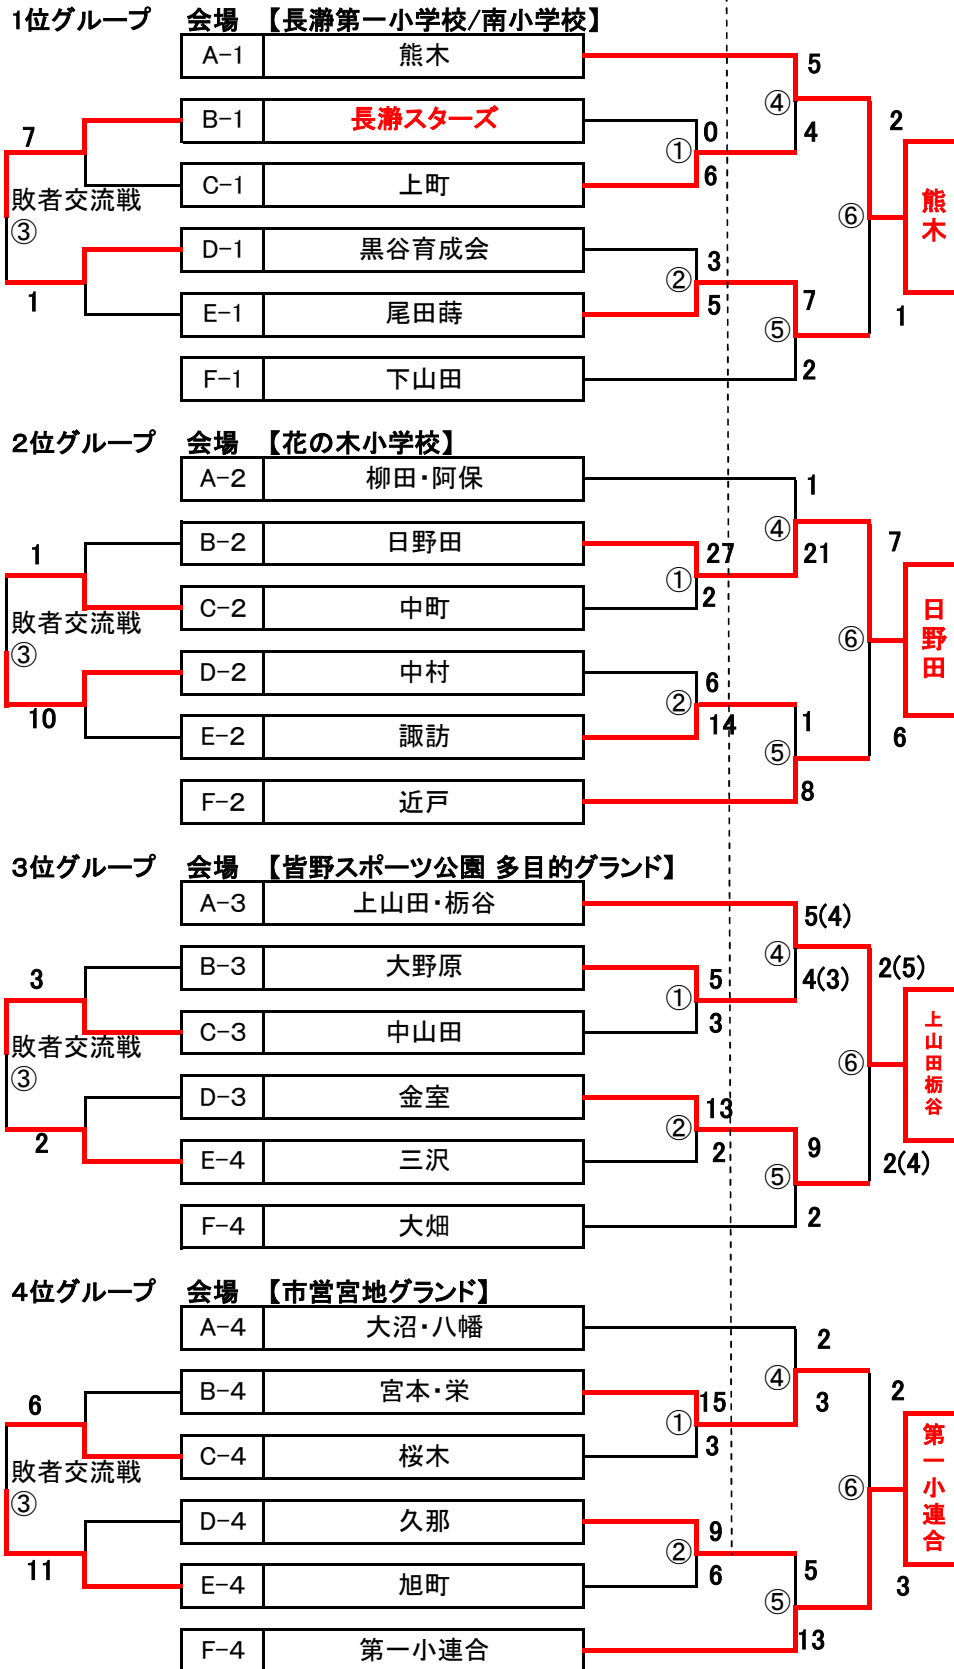 1位グループ 会場 【長瀞第一小学校/南小学校】
A-1 熊木 5
④
B-1 長瀞スターズ 2
7 0 4
①
C-1 上町 6
敗者交流戦 熊木
③ ⑥
D-1 黒谷育成会 3
②
1 E-1 尾田蒔 5 7 1
⑤
F-1 下山田 2
2位グループ 会場 【花の木小学校】
A-2 柳田・阿保 1
④
B-2 日野田 7
1 27 21
①
C-2 中町 2
敗者交流戦 日野田
③ ⑥
D-2 中村 6
②
10 E-2 諏訪 14 1 6
⑤
F-2 近戸 8
3位グループ 会場 【皆野スポーツ公園 多目的グランド】
A-3 上山田・栃谷 5(4)
④
B-3 大野原 2(5)
3 5 4(3)
①
C-3 中山田 3
敗者交流戦 上山田栃谷
③ ⑥
D-3 金室 13
②
2 E-4 三沢 2 9 2(4)
⑤
F-4 大畑 2
4位グループ 会場 【市営宮地グランド】
A-4 大沼・八幡 2
④
B-4 宮本・栄 2
6 15 3
①
C-4 桜木 3
敗者交流戦 第一小連合
③ ⑥
D-4 久那 9
②
11 E-4 旭町 6 5 3
⑤
F-4 第一小連合 13